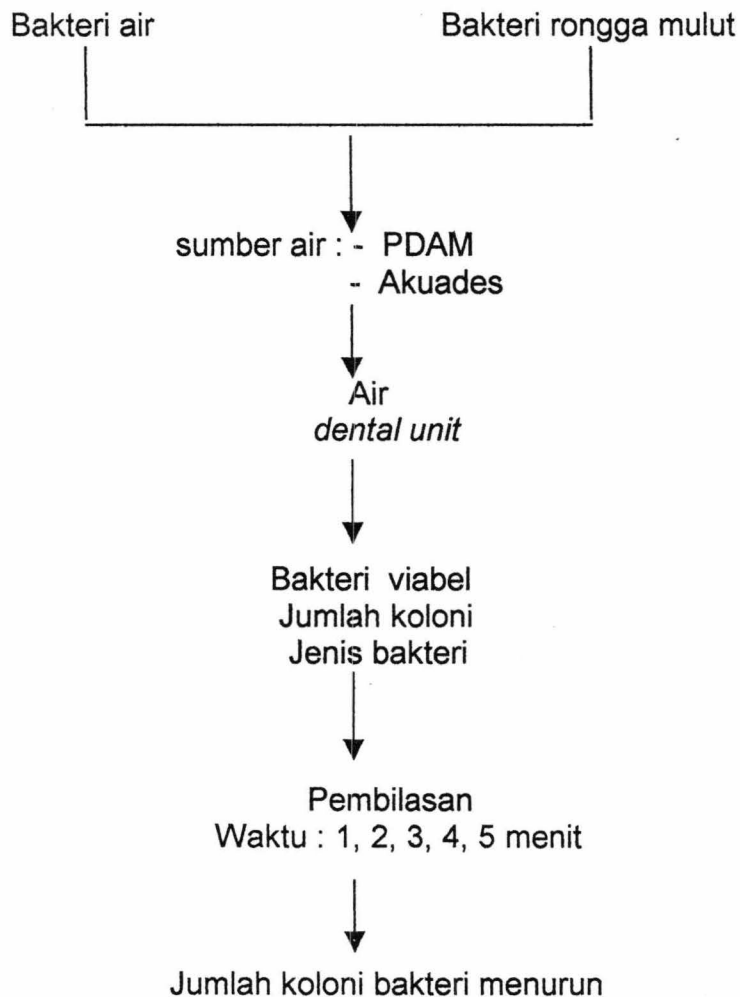 Bakteri air Bakteri rongga mulut
sumber air : - PDAM
- Akuades
Air
dental unit
Bakteri viabel
Jumlah koloni
Jenis bakteri
Pembilasan
Waktu : 1, 2, 3, 4, 5 menit
Jumlah koloni bakteri menurun